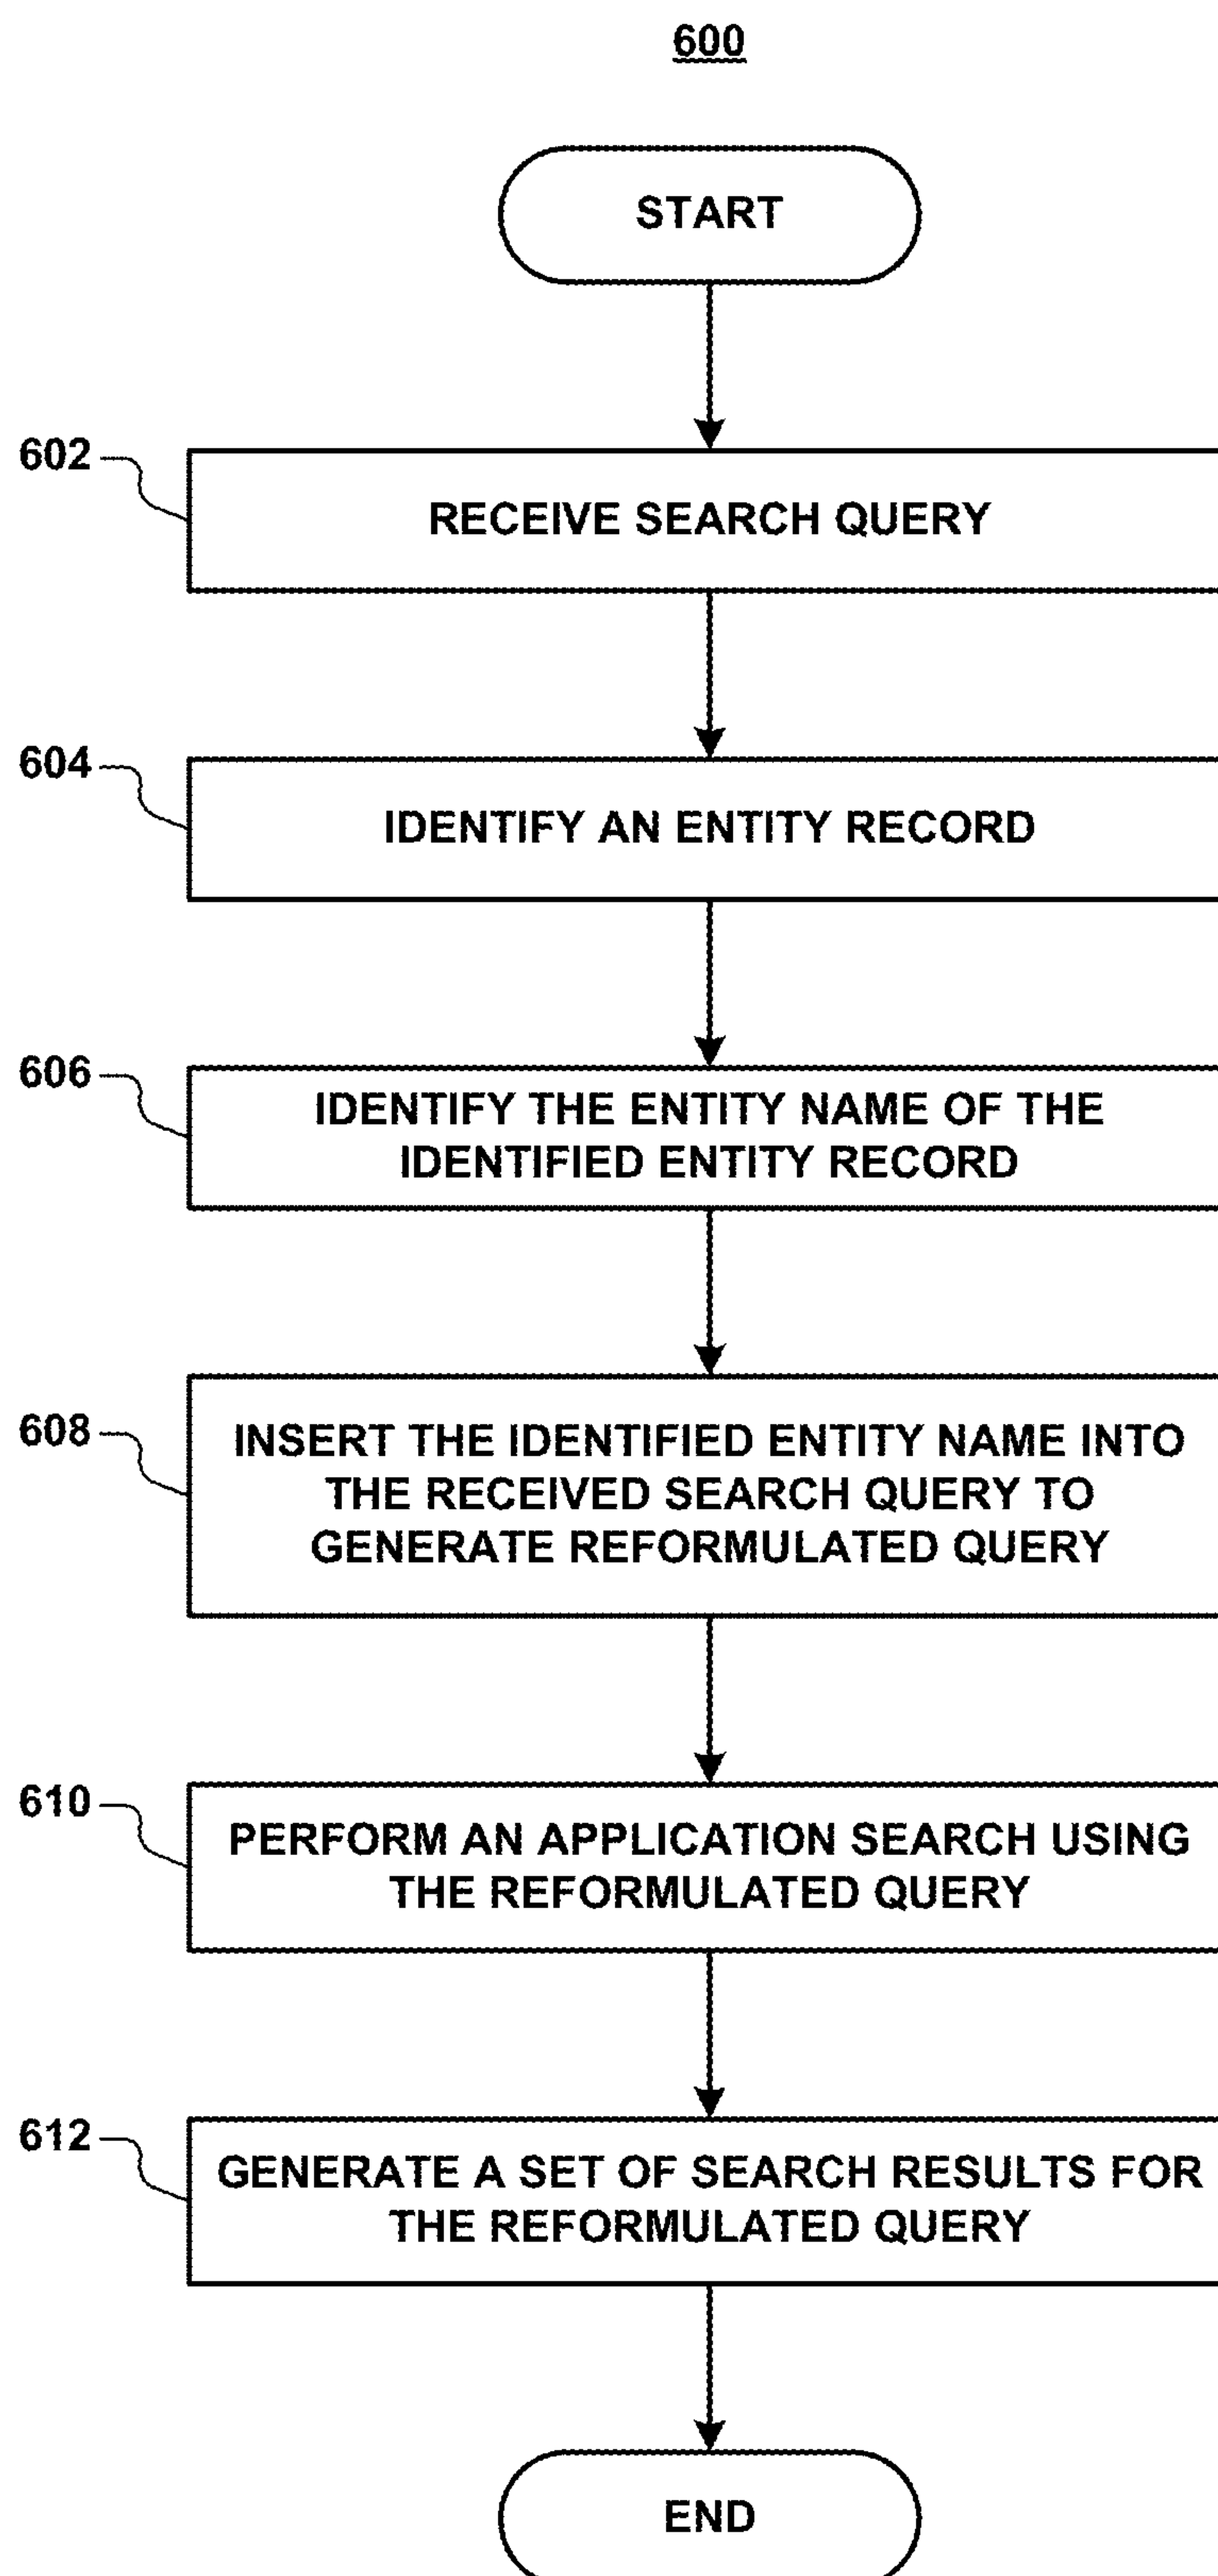 600
START
602
RECEIVE SEARCH QUERY
604
IDENTIFY AN ENTITY RECORD
606
IDENTIFY THE ENTITY NAME OF THE
IDENTIFIED ENTITY RECORD
608
INSERT THE IDENTIFIED ENTITY NAME INTO
THE RECEIVED SEARCH QUERY TO
GENERATE REFORMULATED QUERY
610
PERFORM AN APPLICATION SEARCH USING
THE REFORMULATED QUERY
612
GENERATE A SET OF SEARCH RESULTS FOR
THE REFORMULATED QUERY
END